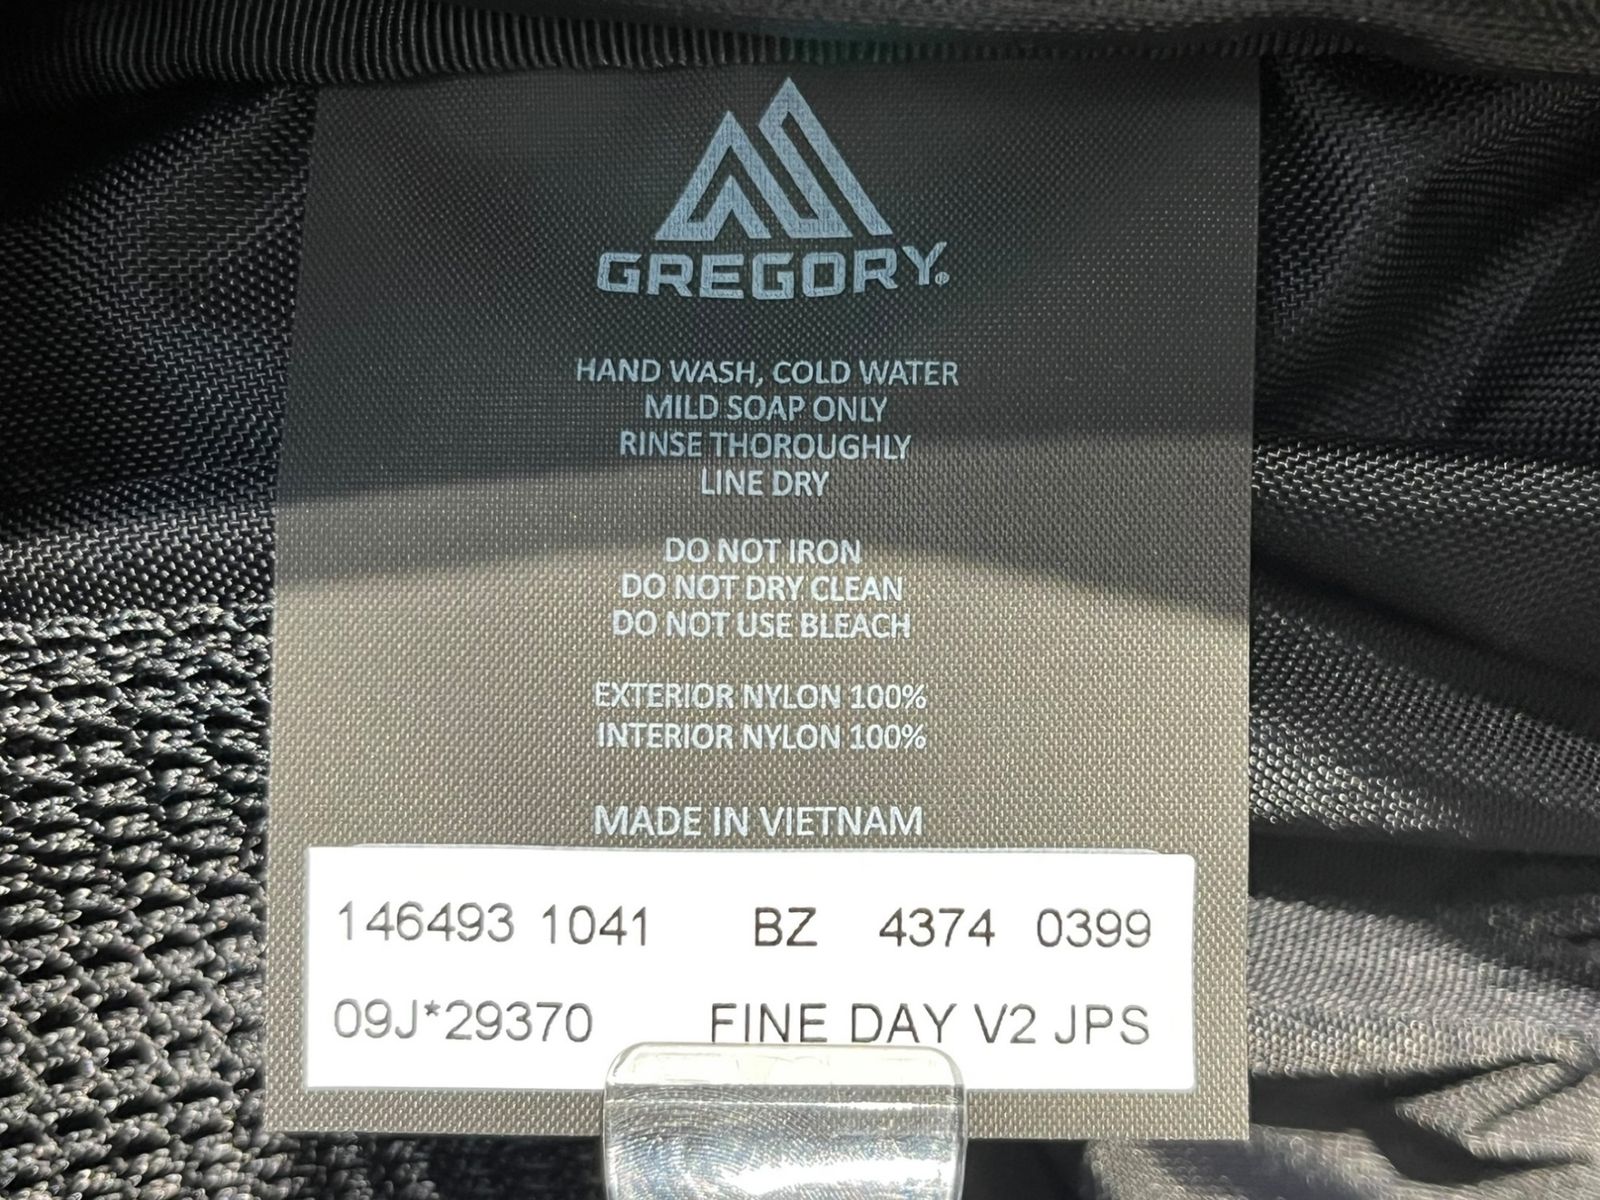 GREGORY®
HAND WASH, COLD WATER
MILD SOAP ONLY
RINSE THOROUGHLY
LINE DRY
DO NOT IRON
DO NOT DRY CLEAN
DO NOT USE BLEACH
EXTERIOR NYLON 100%
INTERIOR NYLON 100%
MADE IN VIETNAM
146493 1041 BZ 4374 0399
09J*29370 FINE DAY V2 JPS